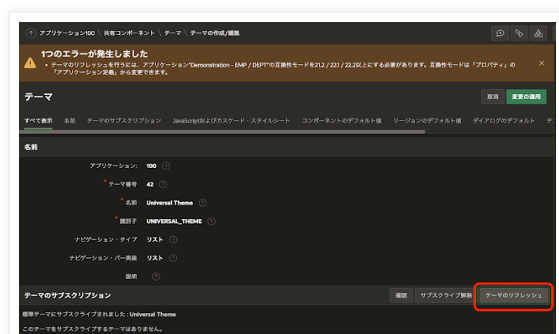 アプリケーション100 \ 共有コンポーネント \ テーマ \ テーマの作成/編集
1つのエラーが発生しました
• テーマのリフレッシュを行うには、アプリケーション"Demonstration - EMP / DEPT"の互換性モードを21.2 / 22.1 / 22.2以上にする必要があります。互換性モードは「プロパティ」の
「アプリケーション定義」から変更できます。
テーマ
取消
変更の適用
すべて表示 名前 テーマのサブスクリプション JavaScriptおよびカスケード・スタイルシート コンポーネントのデフォルト値 リージョンのデフォルト値 ダイアログのデフォルト
名前
アプリケーション: 100
* テーマ番号 42
* 名前 Universal Theme
* 識別子 UNIVERSAL_THEME
ナビゲーション・タイプ リスト
ナビゲーション・バー実装 リスト
説明
テーマのサブスクリプション
確認 サブスクライブ解除 テーマのリフレッシュ
標準テーマにサブスクライブされました : Universal Theme
このテーマをサブスクライブするテーマはありません。